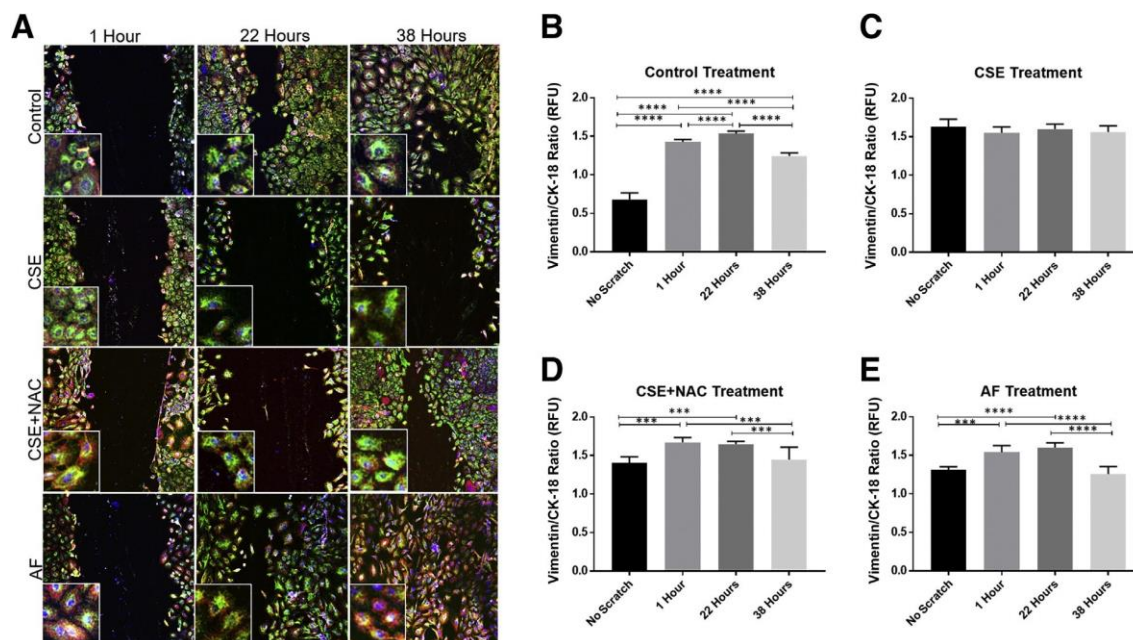 A
1 Hour
22 Hours
38 Hours
Control
CSE
CSE+NAC
AF
B
Control Treatment
Vimentin/CK-18 Ratio (RFU)
2.0
1.5
1.0
0.5
0.0
****
**** ****
**** **** ****
No Scratch
1 Hour
22 Hours
38 Hours
C
CSE Treatment
Vimentin/CK-18 Ratio (RFU)
2.0
1.5
1.0
0.5
0.0
No Scratch
1 Hour
22 Hours
38 Hours
D
CSE+NAC Treatment
Vimentin/CK-18 Ratio (RFU)
2.0
1.5
1.0
0.5
0.0
*** ***
*** ***
No Scratch
1 Hour
22 Hours
38 Hours
E
AF Treatment
Vimentin/CK-18 Ratio (RFU)
2.0
1.5
1.0
0.5
0.0
**** ****
*** ****
No Scratch
1 Hour
22 Hours
38 Hours